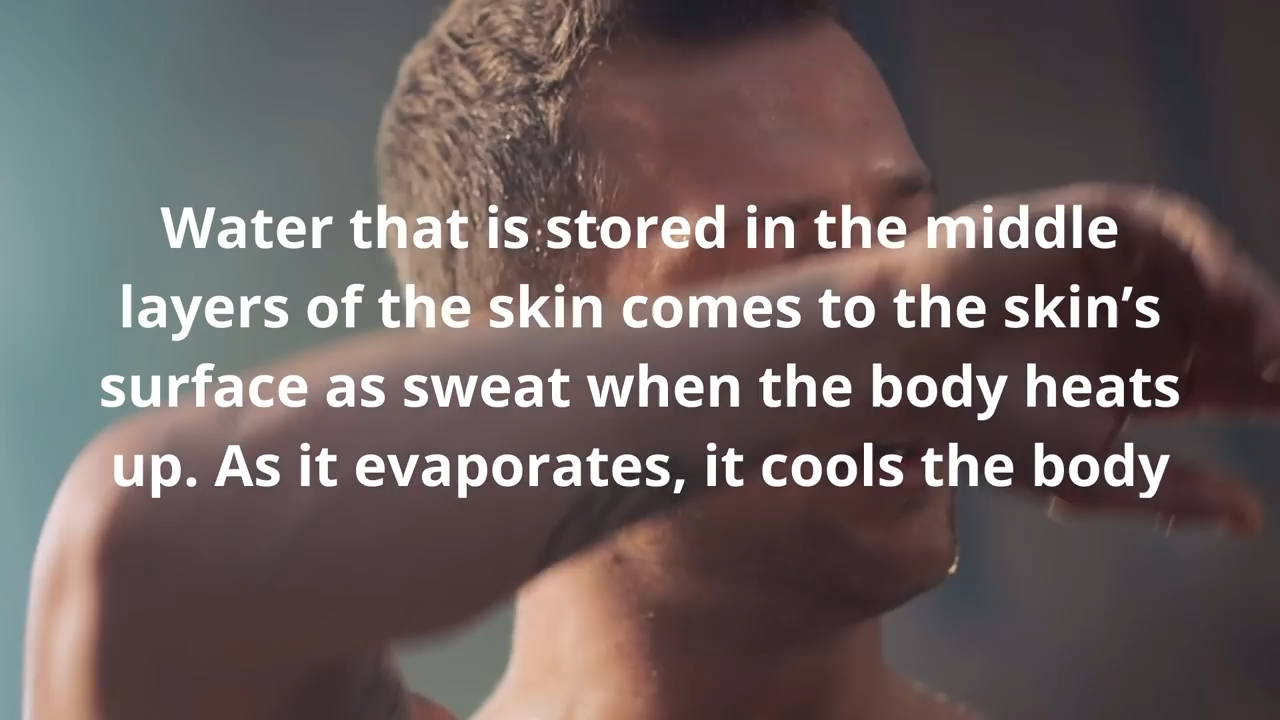 Water that is stored in the middle
layers of the skin comes to the skin’s
surface as sweat when the body heats
up. As it evaporates, it cools the body